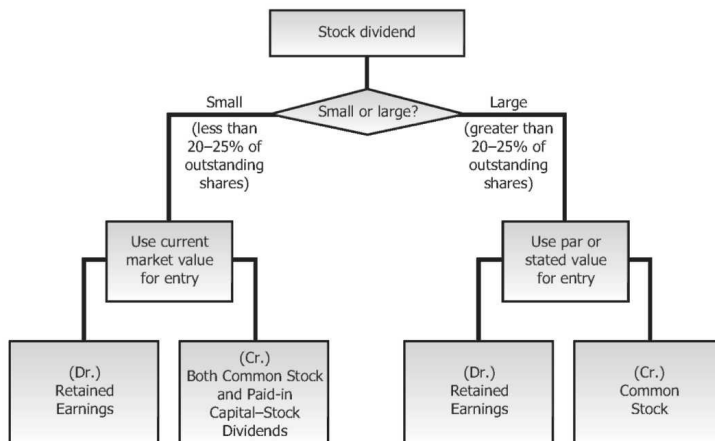 Stock dividend
Small or large?
Small
(less than
20–25% of
outstanding
shares)
Large
(greater than
20–25% of
outstanding
shares)
Use current
market value
for entry
Use par or
stated value
for entry
(Dr.)
Retained
Earnings
(Cr.)
Both Common Stock
and Paid-in
Capital–Stock
Dividends
(Dr.)
Retained
Earnings
(Cr.)
Common
Stock